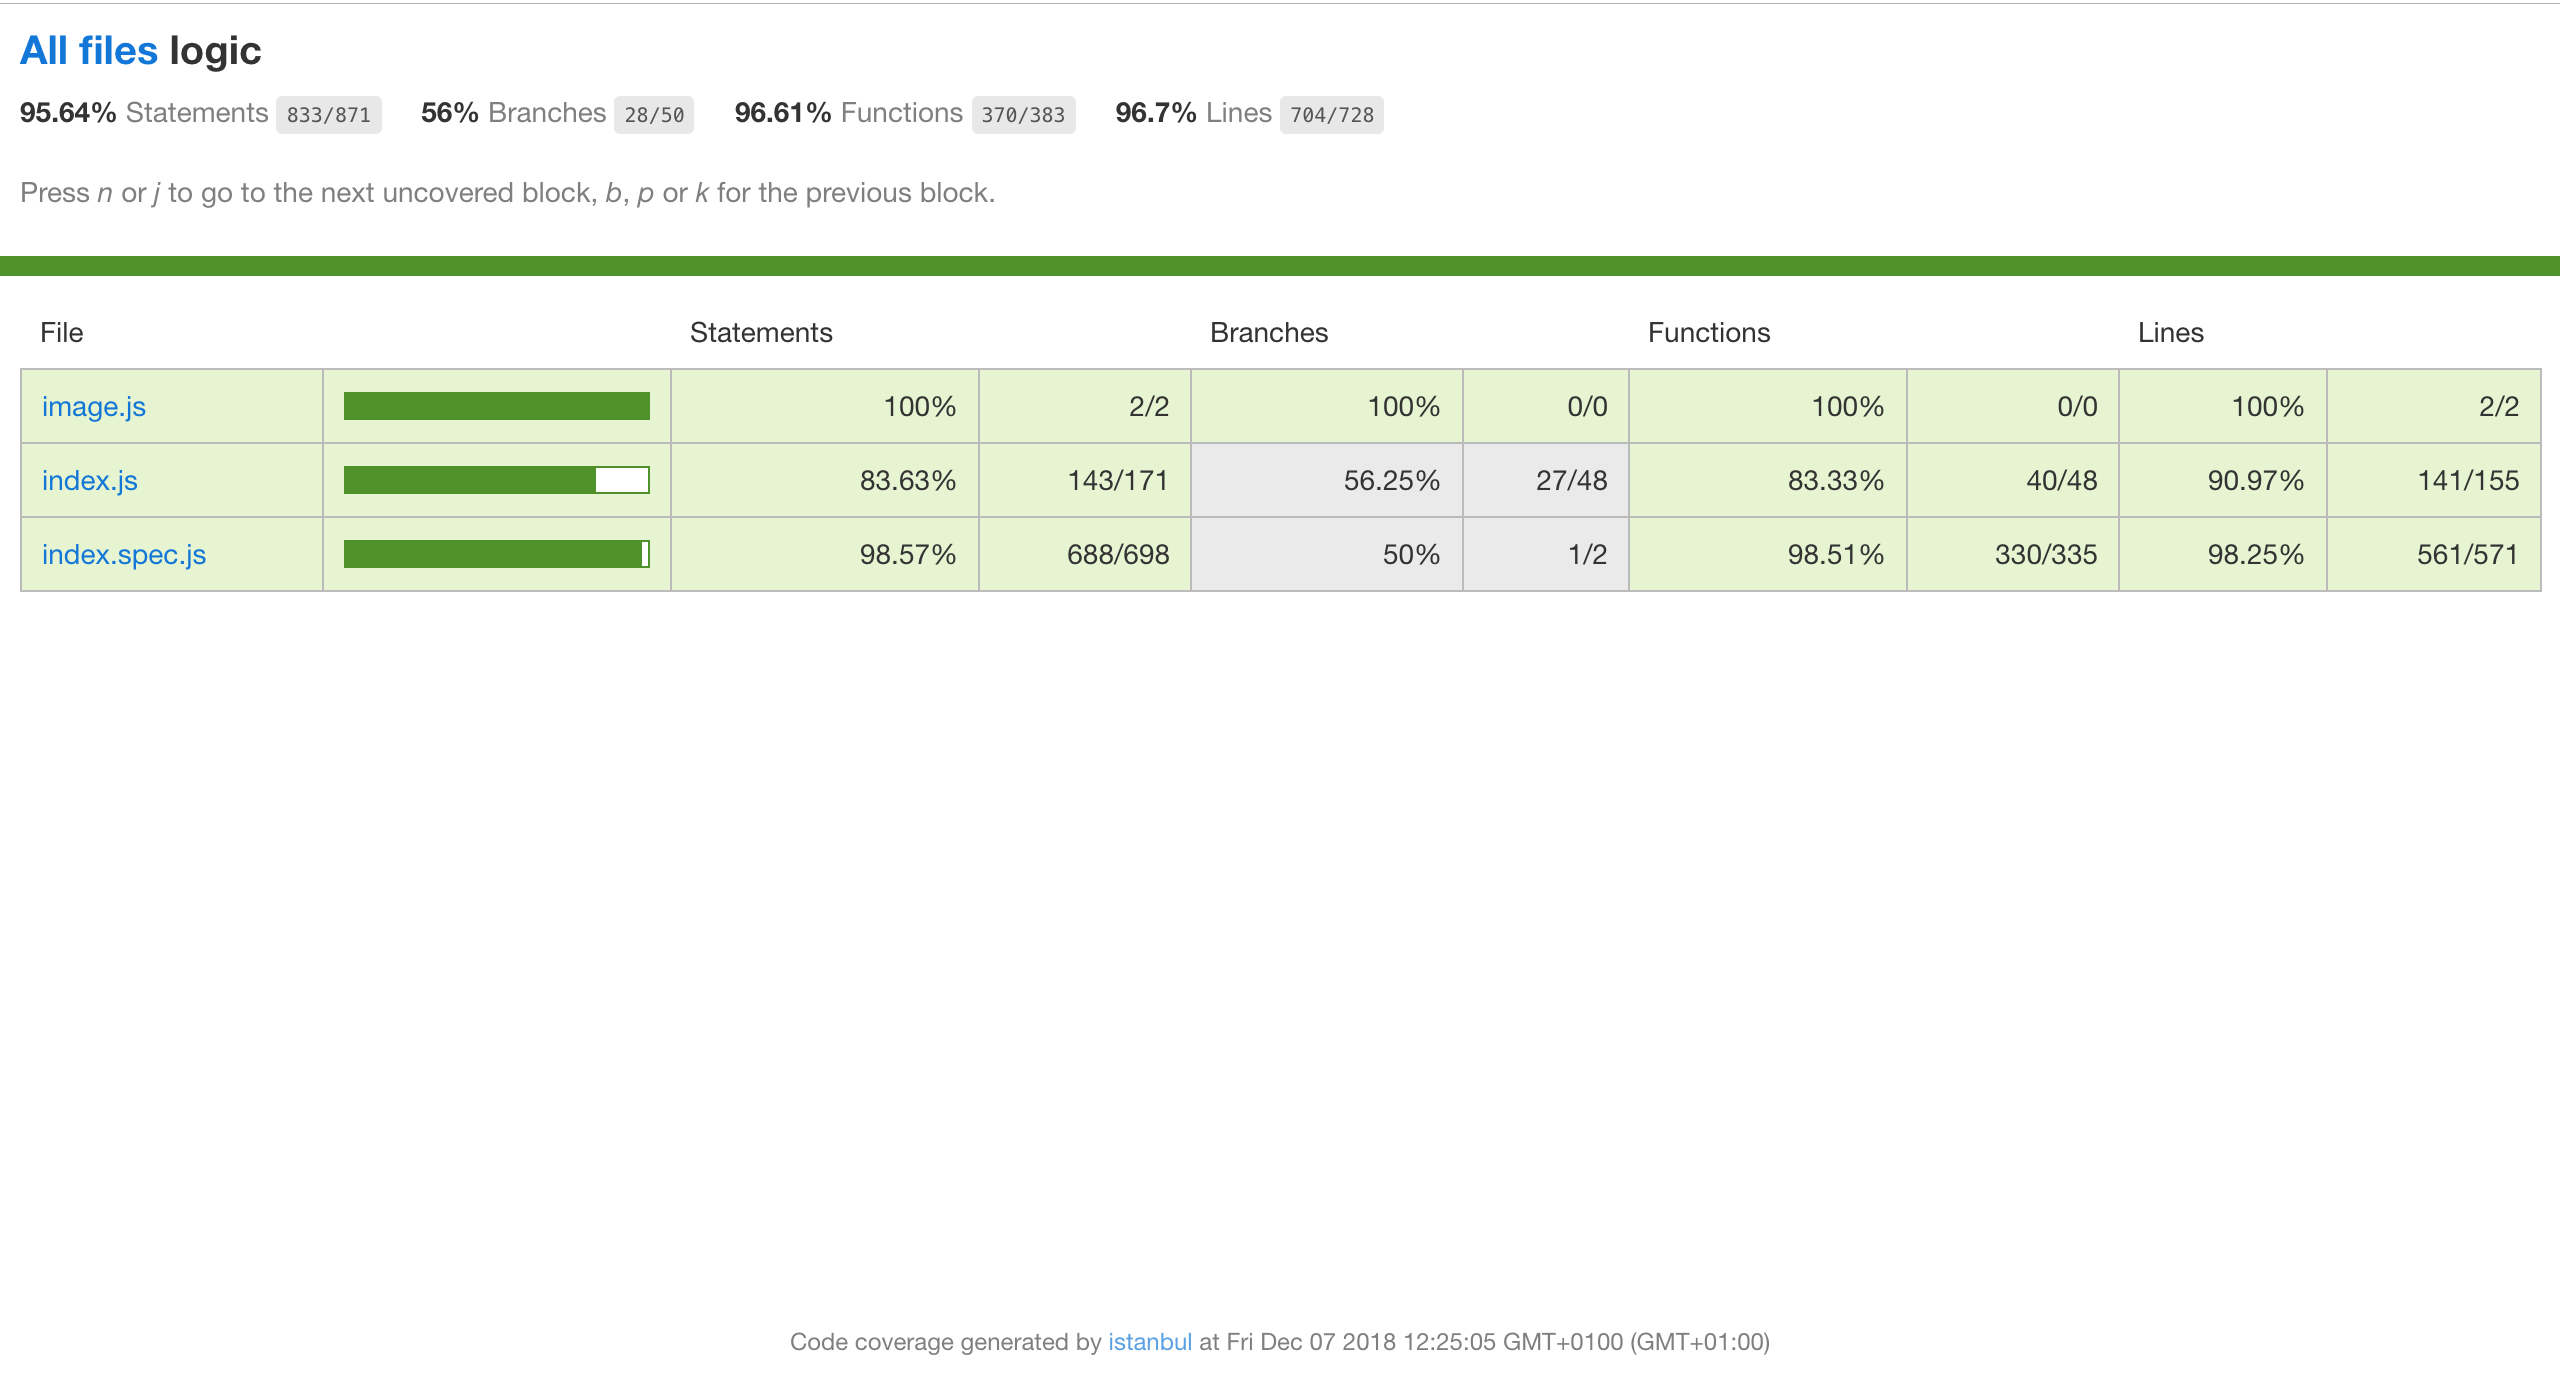 All files logic
95.64% Statements 833/871 56% Branches 28/50 96.61% Functions 370/383 96.7% Lines 704/728
Press n or j to go to the next uncovered block, b, p or k for the previous block.
File Statements Branches Functions Lines
image.js 100% 2/2 100% 0/0 100% 0/0 100% 2/2
index.js 83.63% 143/171 56.25% 27/48 83.33% 40/48 90.97% 141/155
index.spec.js 98.57% 688/698 50% 1/2 98.51% 330/335 98.25% 561/571
Code coverage generated by istanbul at Fri Dec 07 2018 12:25:05 GMT+0100 (GMT+01:00)